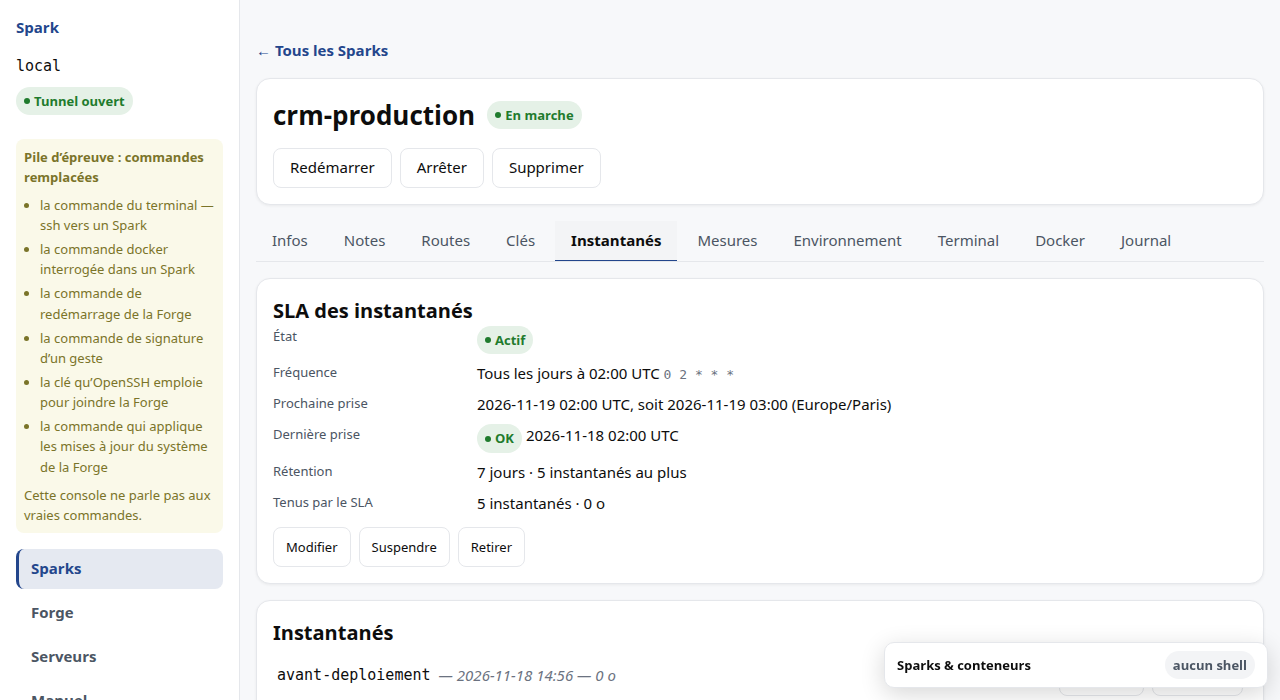 Spark
local
Tunnel ouvert
Pile d'épreuve : commandes
remplacées
la commande du terminal —
ssh vers un Spark
la commande docker
interrogée dans un Spark
la commande de
redémarrage de la Forge
la commande de signature
d'un geste
la clé qu'OpenSSH emploie
pour joindre la Forge
la commande qui applique
les mises à jour du système
de la Forge
Cette console ne parle pas aux
vraies commandes.
Sparks
Forge
Serveurs
Manuel
← Tous les Sparks
crm-production En marche
Redémarrer Arrêter Supprimer
Infos Notes Routes Clés Instantanés Mesures Environnement Terminal Docker Journal
SLA des instantanés
État Actif
Fréquence Tous les jours à 02:00 UTC 0 2 * * *
Prochaine prise 2026-11-19 02:00 UTC, soit 2026-11-19 03:00 (Europe/Paris)
Dernière prise OK 2026-11-18 02:00 UTC
Rétention 7 jours · 5 instantanés au plus
Tenus par le SLA 5 instantanés · 0 o
Modifier Suspendre Retirer
Instantanés
avant-deploiement — 2026-11-18 14:56 — 0 o
Sparks & conteneurs aucun shell